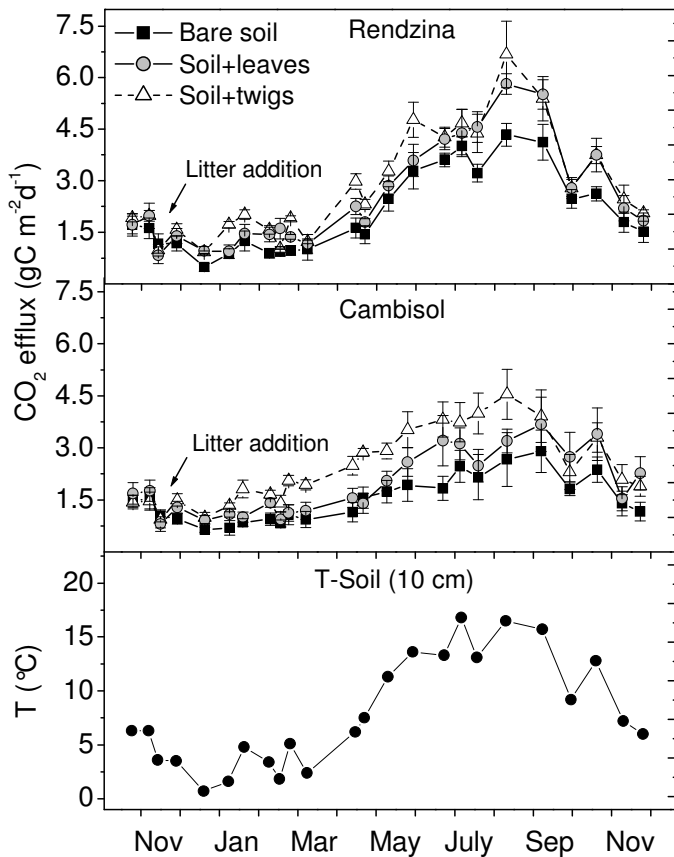 CO2 efflux (gC m-2d-1)
7.5
6.0
4.5
3.0
1.5
Bare soil
Soil+leaves
Soil+twigs
Rendzina
Litter addition
7.5
6.0
4.5
3.0
1.5
Cambisol
Litter addition
T (°C)
20
15
10
5
0
T-Soil (10 cm)
Nov Jan Mar May July Sep Nov